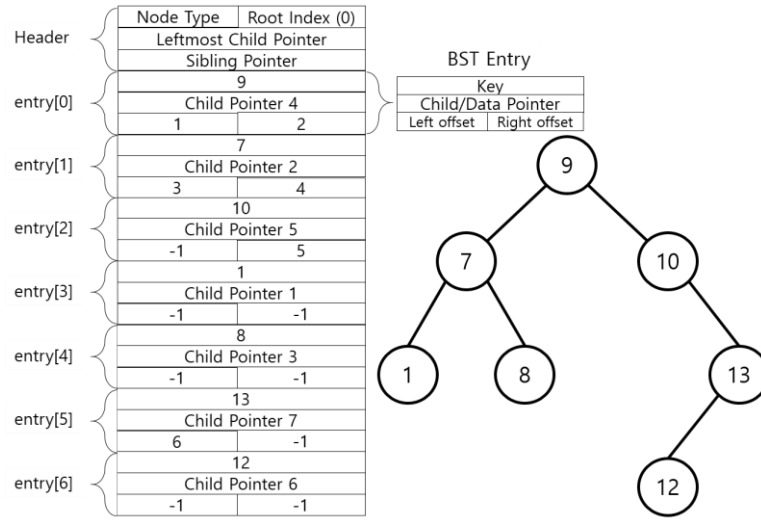 Header
Node Type Root Index (0)
Leftmost Child Pointer
Sibling Pointer
entry[0]
9
Child Pointer 4
1 2
entry[1]
7
Child Pointer 2
3 4
entry[2]
10
Child Pointer 5
-1 5
entry[3]
1
Child Pointer 1
-1 -1
entry[4]
8
Child Pointer 3
-1 -1
entry[5]
13
Child Pointer 7
6 -1
entry[6]
12
Child Pointer 6
-1 -1
BST Entry
Key
Child/Data Pointer
Left offset Right offset
9
7 10
1 8 13
12